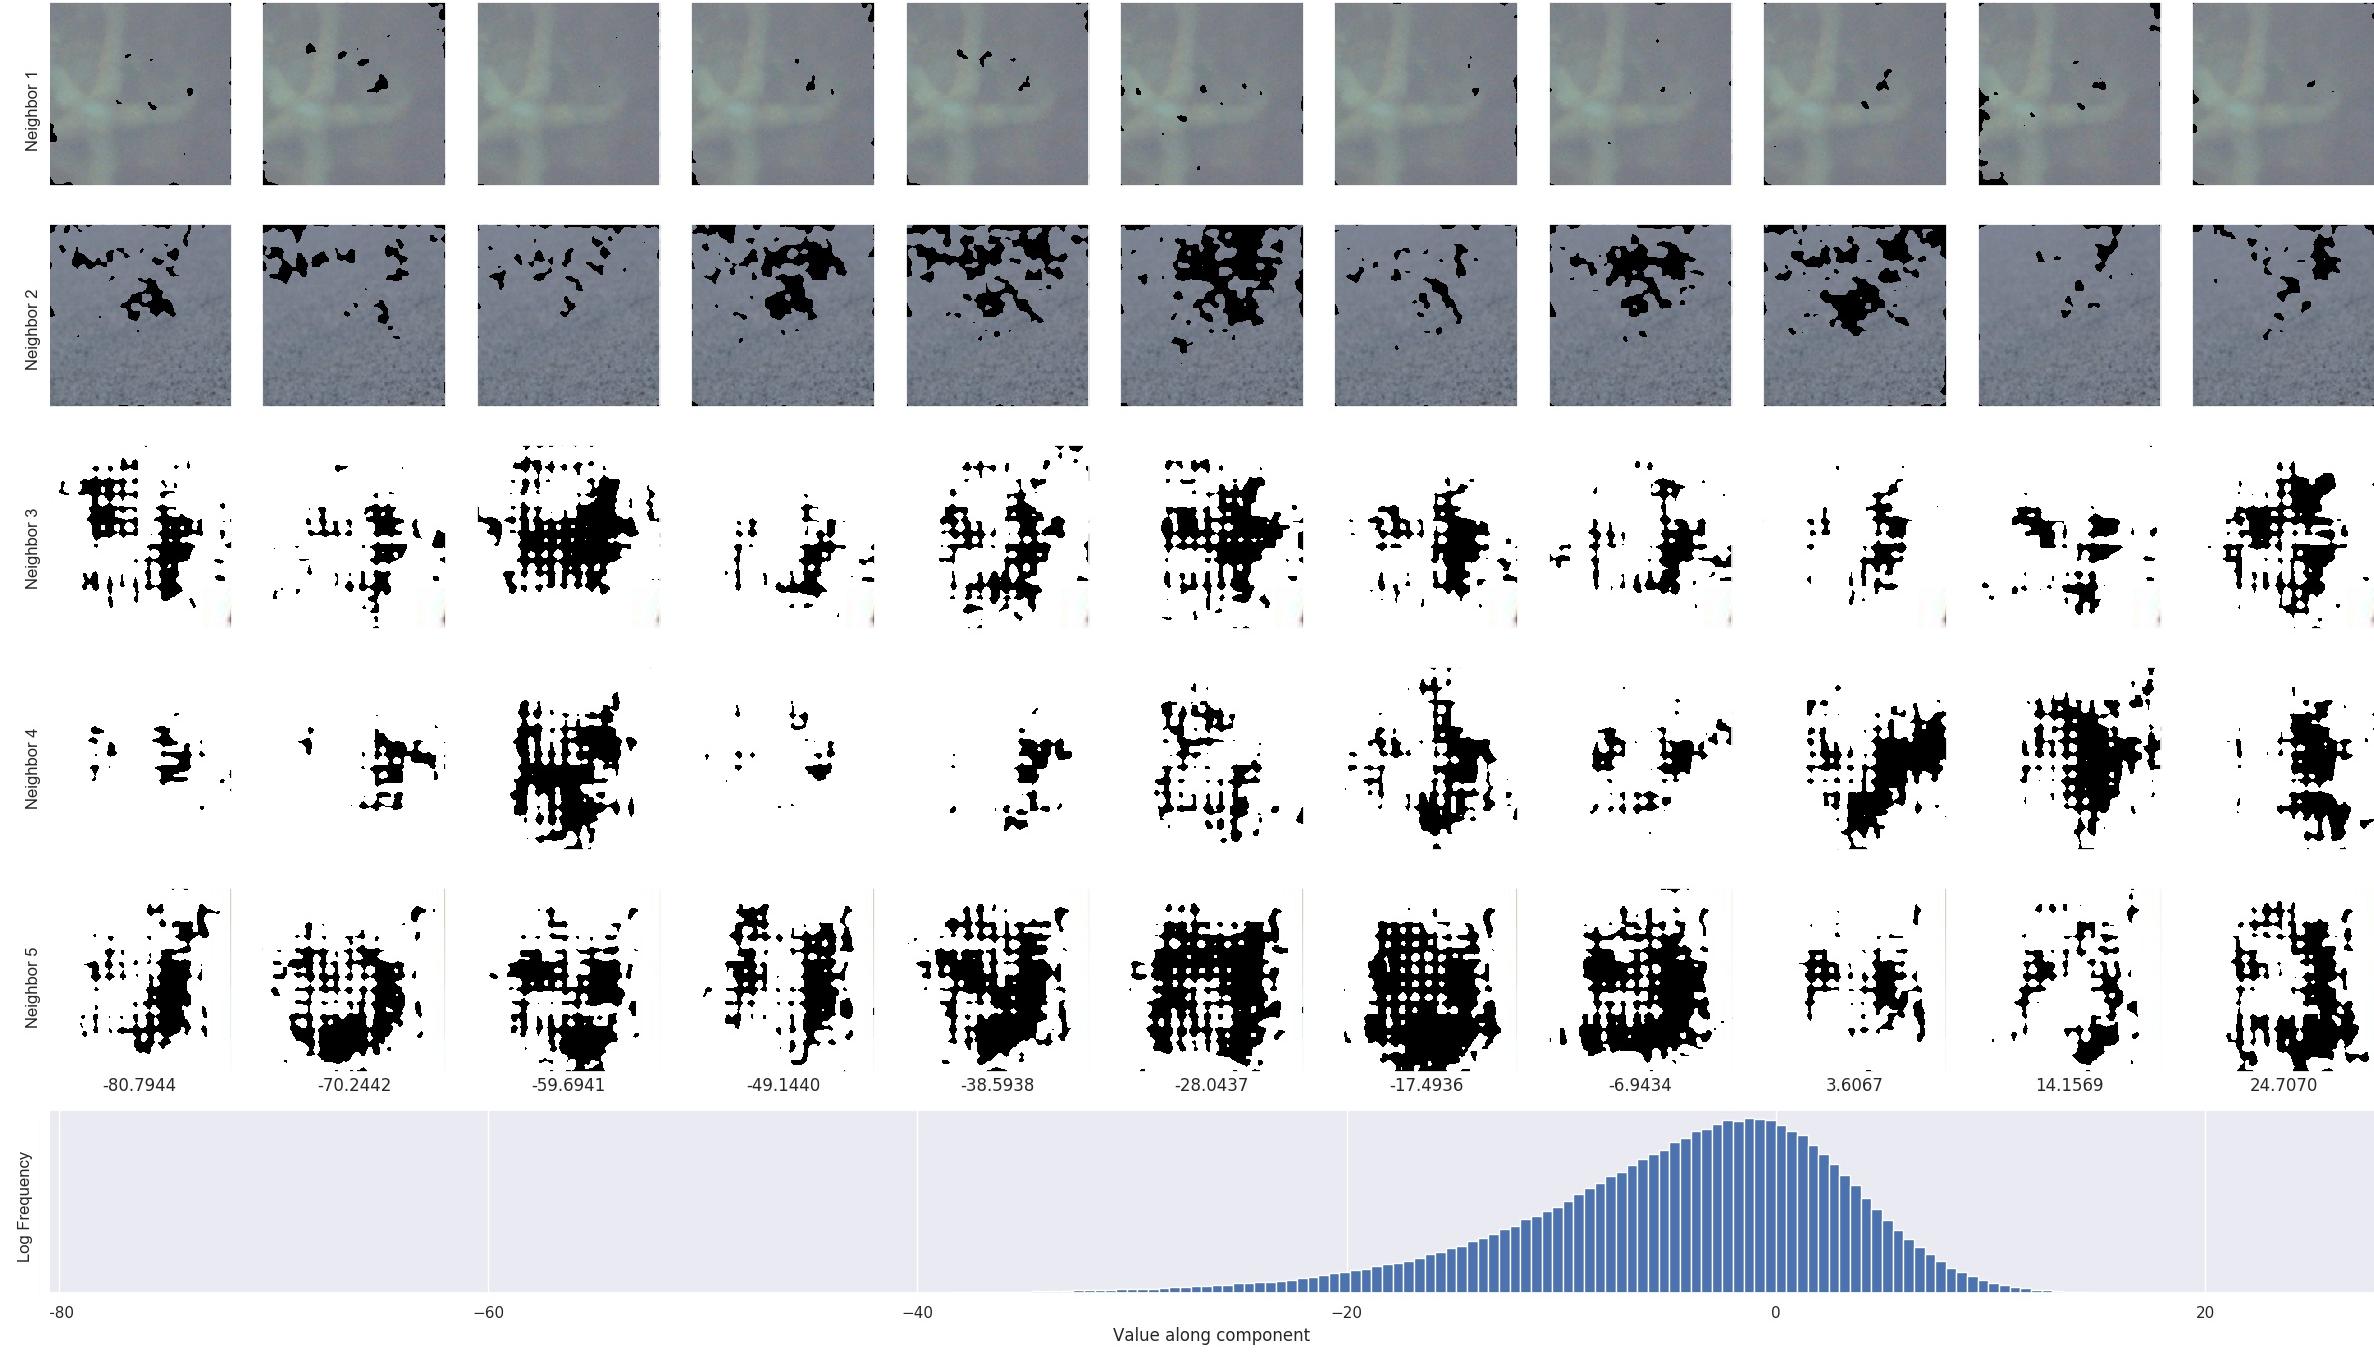 Neighbor 1
Neighbor 2
Neighbor 3
Neighbor 4
Neighbor 5
-80.7944 -70.2442 -59.6941 -49.1440 -38.5938 -28.0437 -17.4936 -6.9434 3.6067 14.1569 24.7070
Log Frequency
-80 −60 −40 −20 0 20
Value along component